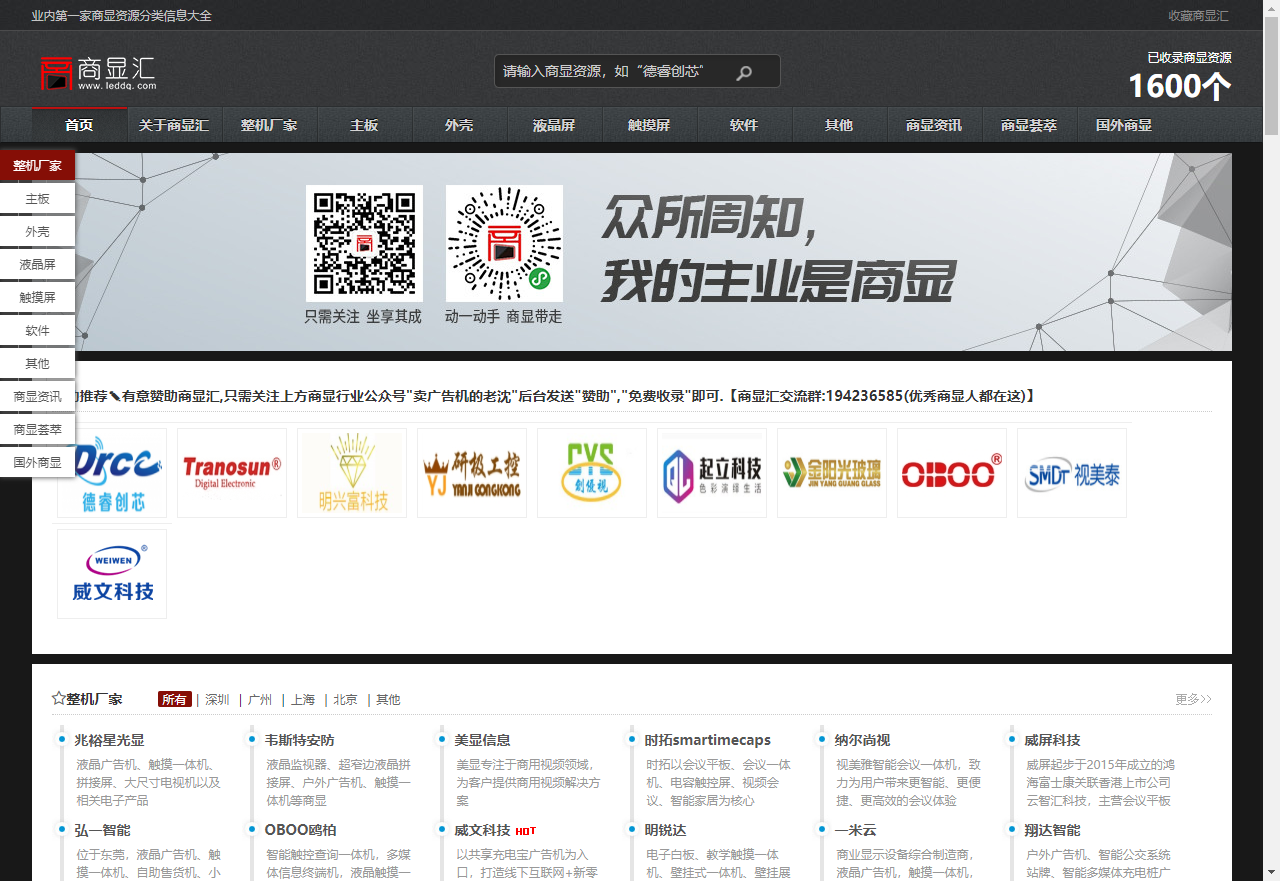 业内第一家商显资源分类信息大全
收藏商显汇
商显汇
www.leddq.com
请输入商显资源，如“德睿创芯”
已收录商显资源
1600个
首页 关于商显汇 整机厂家 主板 外壳 液晶屏 触摸屏 软件 其他 商显资讯 商显荟萃 国外商显
整机厂家
主板
外壳
液晶屏
触摸屏
软件
其他
商显资讯
商显荟萃
国外商显
众所周知，
我的主业是商显
只需关注 坐享其成
动一动手 商显带走
推荐✎有意赞助商显汇,只需关注上方商显行业公众号"卖广告机的老沈"后台发送"赞助","免费收录"即可.【商显汇交流群:194236585(优秀商显人都在这)】
Drcc
德睿创芯
Tranosun®
Digital Electronic
明兴富科技
研极工控
YANJI GONGKONG
CYS
創優視
起立科技
色彩演绎生活
金阳光玻璃
JIN YANG GUANG GLASS
OBOO®
SMDT 视美泰
WEIWEN®
威文科技
☆整机厂家 所有 | 深圳 | 广州 | 上海 | 北京 | 其他
更多>>
兆裕星光显
液晶广告机、触摸一体机、
拼接屏、大尺寸电视机以及
相关电子产品
韦斯特安防
液晶监视器、超窄边液晶拼
接屏、户外广告机、触摸一
体机等商显
美显信息
美显专注于商用视频领域，
为客户提供商用视频解决方
案
时拓smartimecaps
时拓以会议平板、会议一体
机、电容触控屏、视频会
议、智能家居为核心
纳尔尚视
视美雅智能会议一体机，致
力为用户带来更智能、更便
捷、更高效的会议体验
威屏科技
威屏起步于2015年成立的鸿
海富士康关联香港上市公司
云智汇科技，主营会议平板
弘一智能
位于东莞，液晶广告机、触
摸一体机、自助售货机、小
OBOO鸥柏
智能触控查询一体机，多媒
体信息终端机，液晶触摸一
威文科技 HOT
以共享充电宝广告机为入
口，打造线下互联网+新零
明锐达
电子白板、教学触摸一体
机、壁挂式一体机、壁挂展
一米云
商业显示设备综合制造商，
液晶广告机，触摸一体机，
翔达智能
户外广告机、智能公交系统
站牌、智能多媒体充电桩广